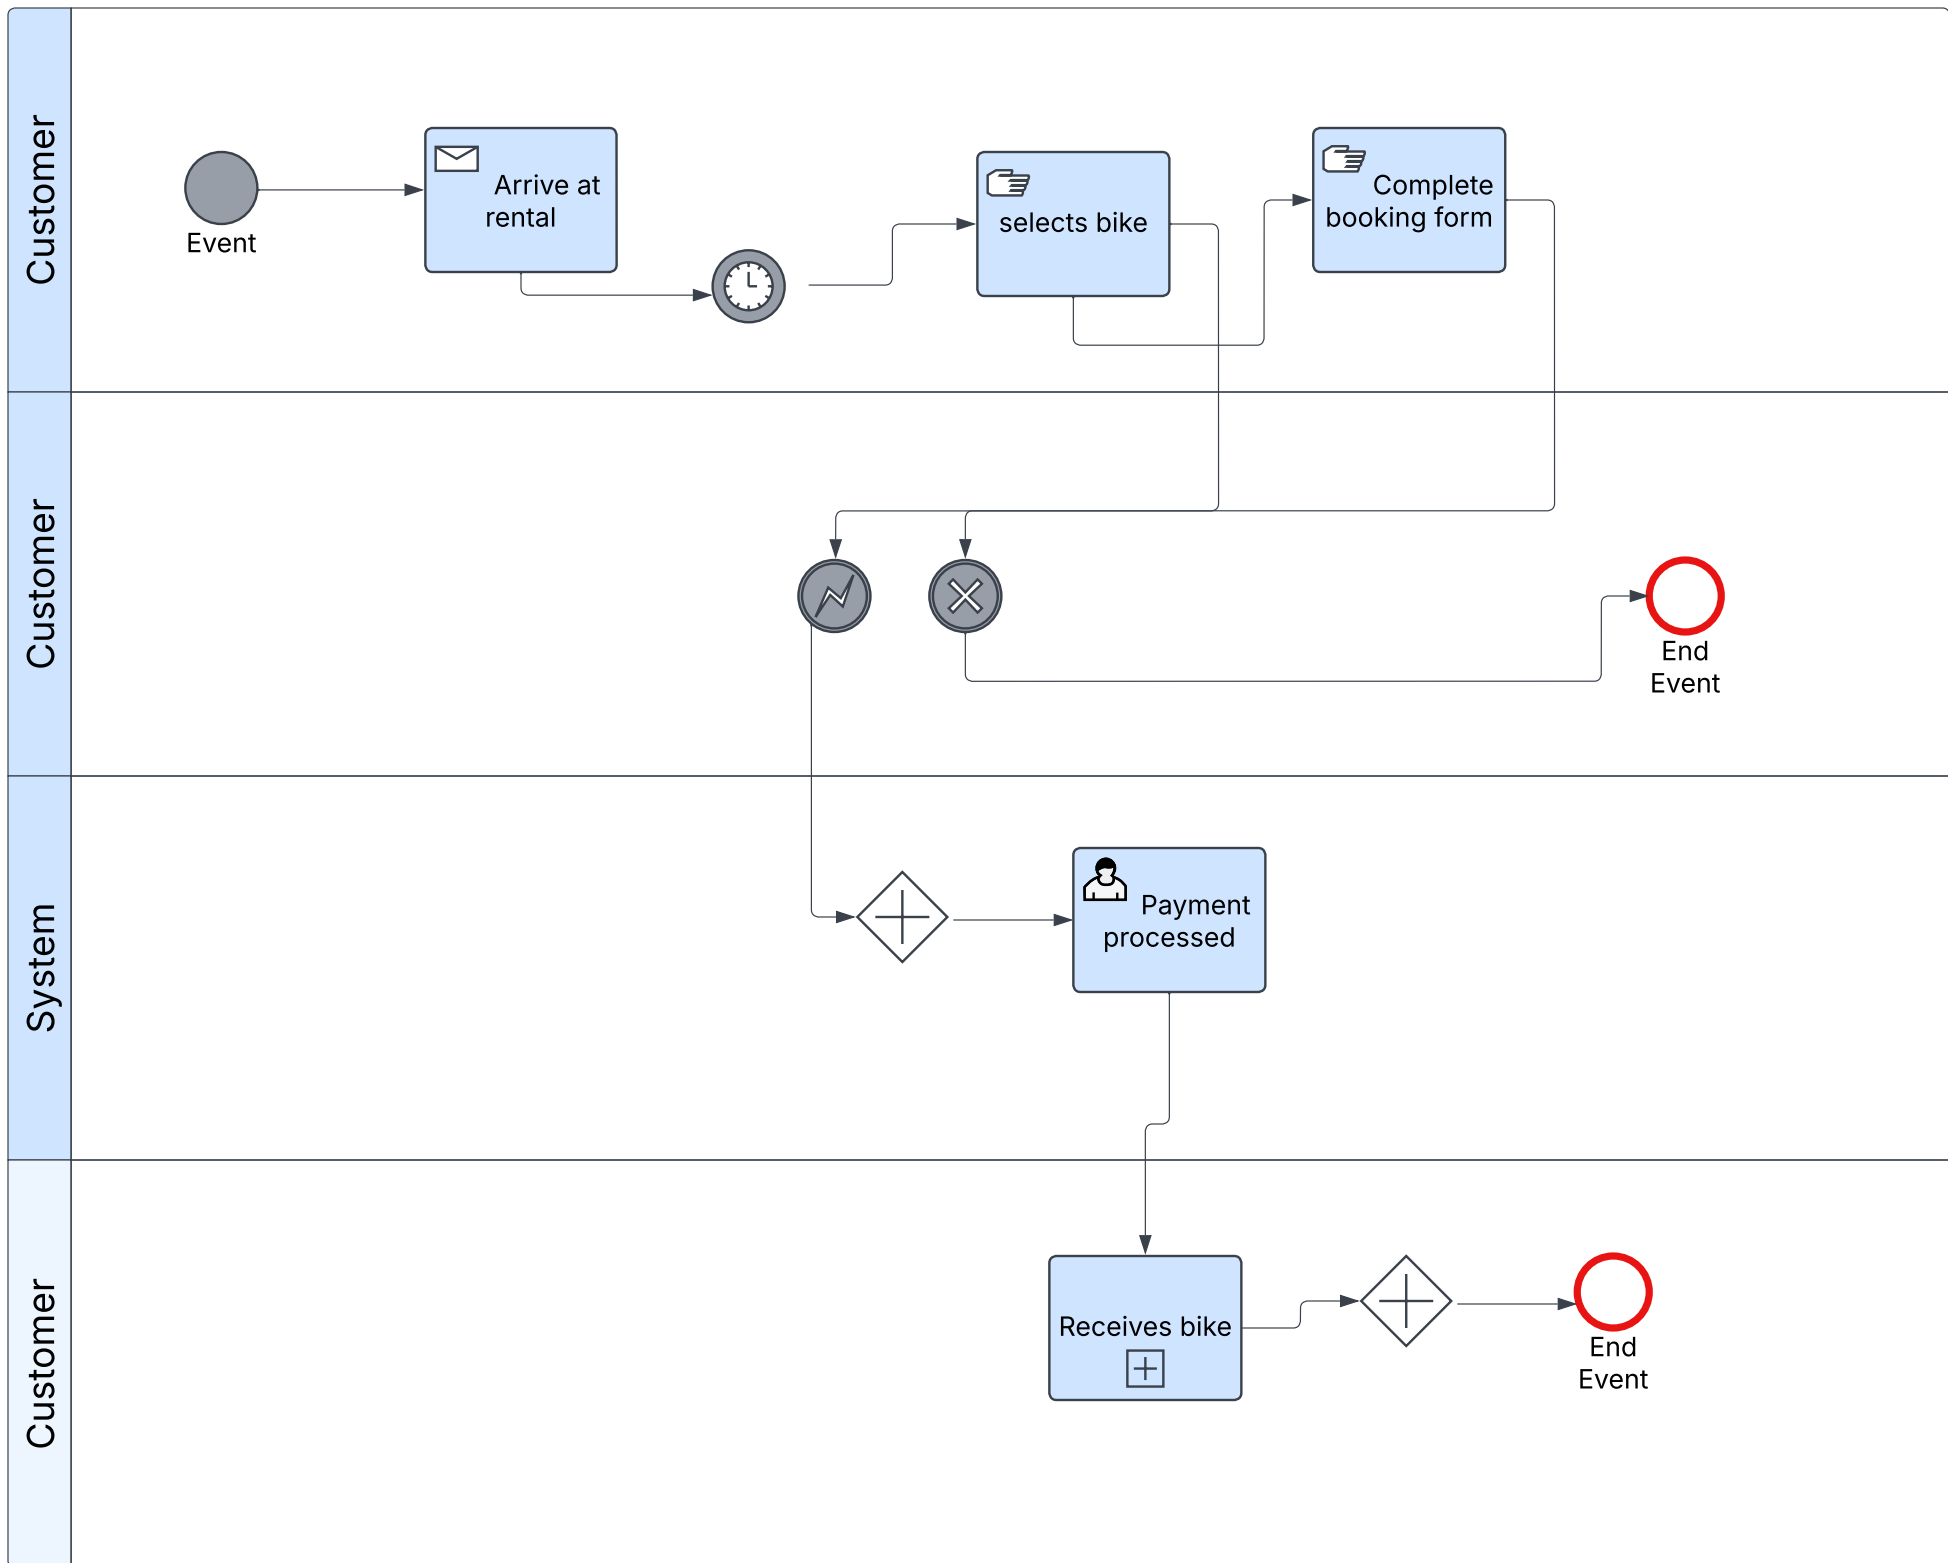 Customer
Event
Arrive at
rental
selects bike
Complete
booking form
Customer
End
Event
System
Payment
processed
Customer
Receives bike
End
Event